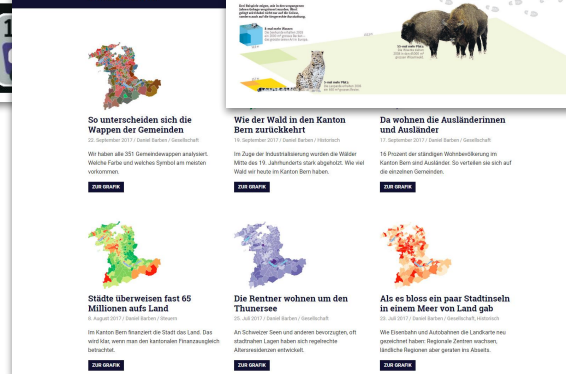 So unterscheiden sich die
Wappen der Gemeinden
22. September 2017 / Daniel Barben / Gesellschaft
Wir haben alle 351 Gemeindewappen analysiert.
Welche Farbe und welches Symbol am meisten
vorkommen.
ZUR GRAFIK
Wie der Wald in den Kanton
Bern zurückkehrt
19. September 2017 / Daniel Barben / Historisch
Im Zuge der Industrialisierung wurden die Wälder
Mitte des 19. Jahrhunderts stark abgeholzt. Wie viel
Wald wir heute im Kanton Bern haben.
ZUR GRAFIK
Da wohnen die Ausländerinnen
und Ausländer
17. September 2017 / Daniel Barben / Gesellschaft
16 Prozent der ständigen Wohnbevölkerung im
Kanton Bern sind Ausländer. So verteilen sie sich auf
die einzelnen Gemeinden.
ZUR GRAFIK
Städte überweisen fast 65
Millionen aufs Land
8. August 2017 / Daniel Barben / Steuern
Im Kanton Bern finanziert die Stadt das Land. Das
wird klar, wenn man den kantonalen Finanzausgleich
betrachtet.
ZUR GRAFIK
Die Rentner wohnen um den
Thunersee
23. Juli 2017 / Daniel Barben / Gesellschaft
An Schweizer Seen und anderen bevorzugten, oft
stadtnahen Lagen haben sich regelrechte
Altersresidenzen entwickelt.
ZUR GRAFIK
Als es bloss ein paar Stadtinseln
in einem Meer von Land gab
23. Juli 2017 / Daniel Barben / Gesellschaft, Historisch
Wie Eisenbahn und Autobahnen die Landkarte neu
gezeichnet haben: Regionale Zentren wachsen,
ländliche Regionen aber geraten ins Abseits.
ZUR GRAFIK